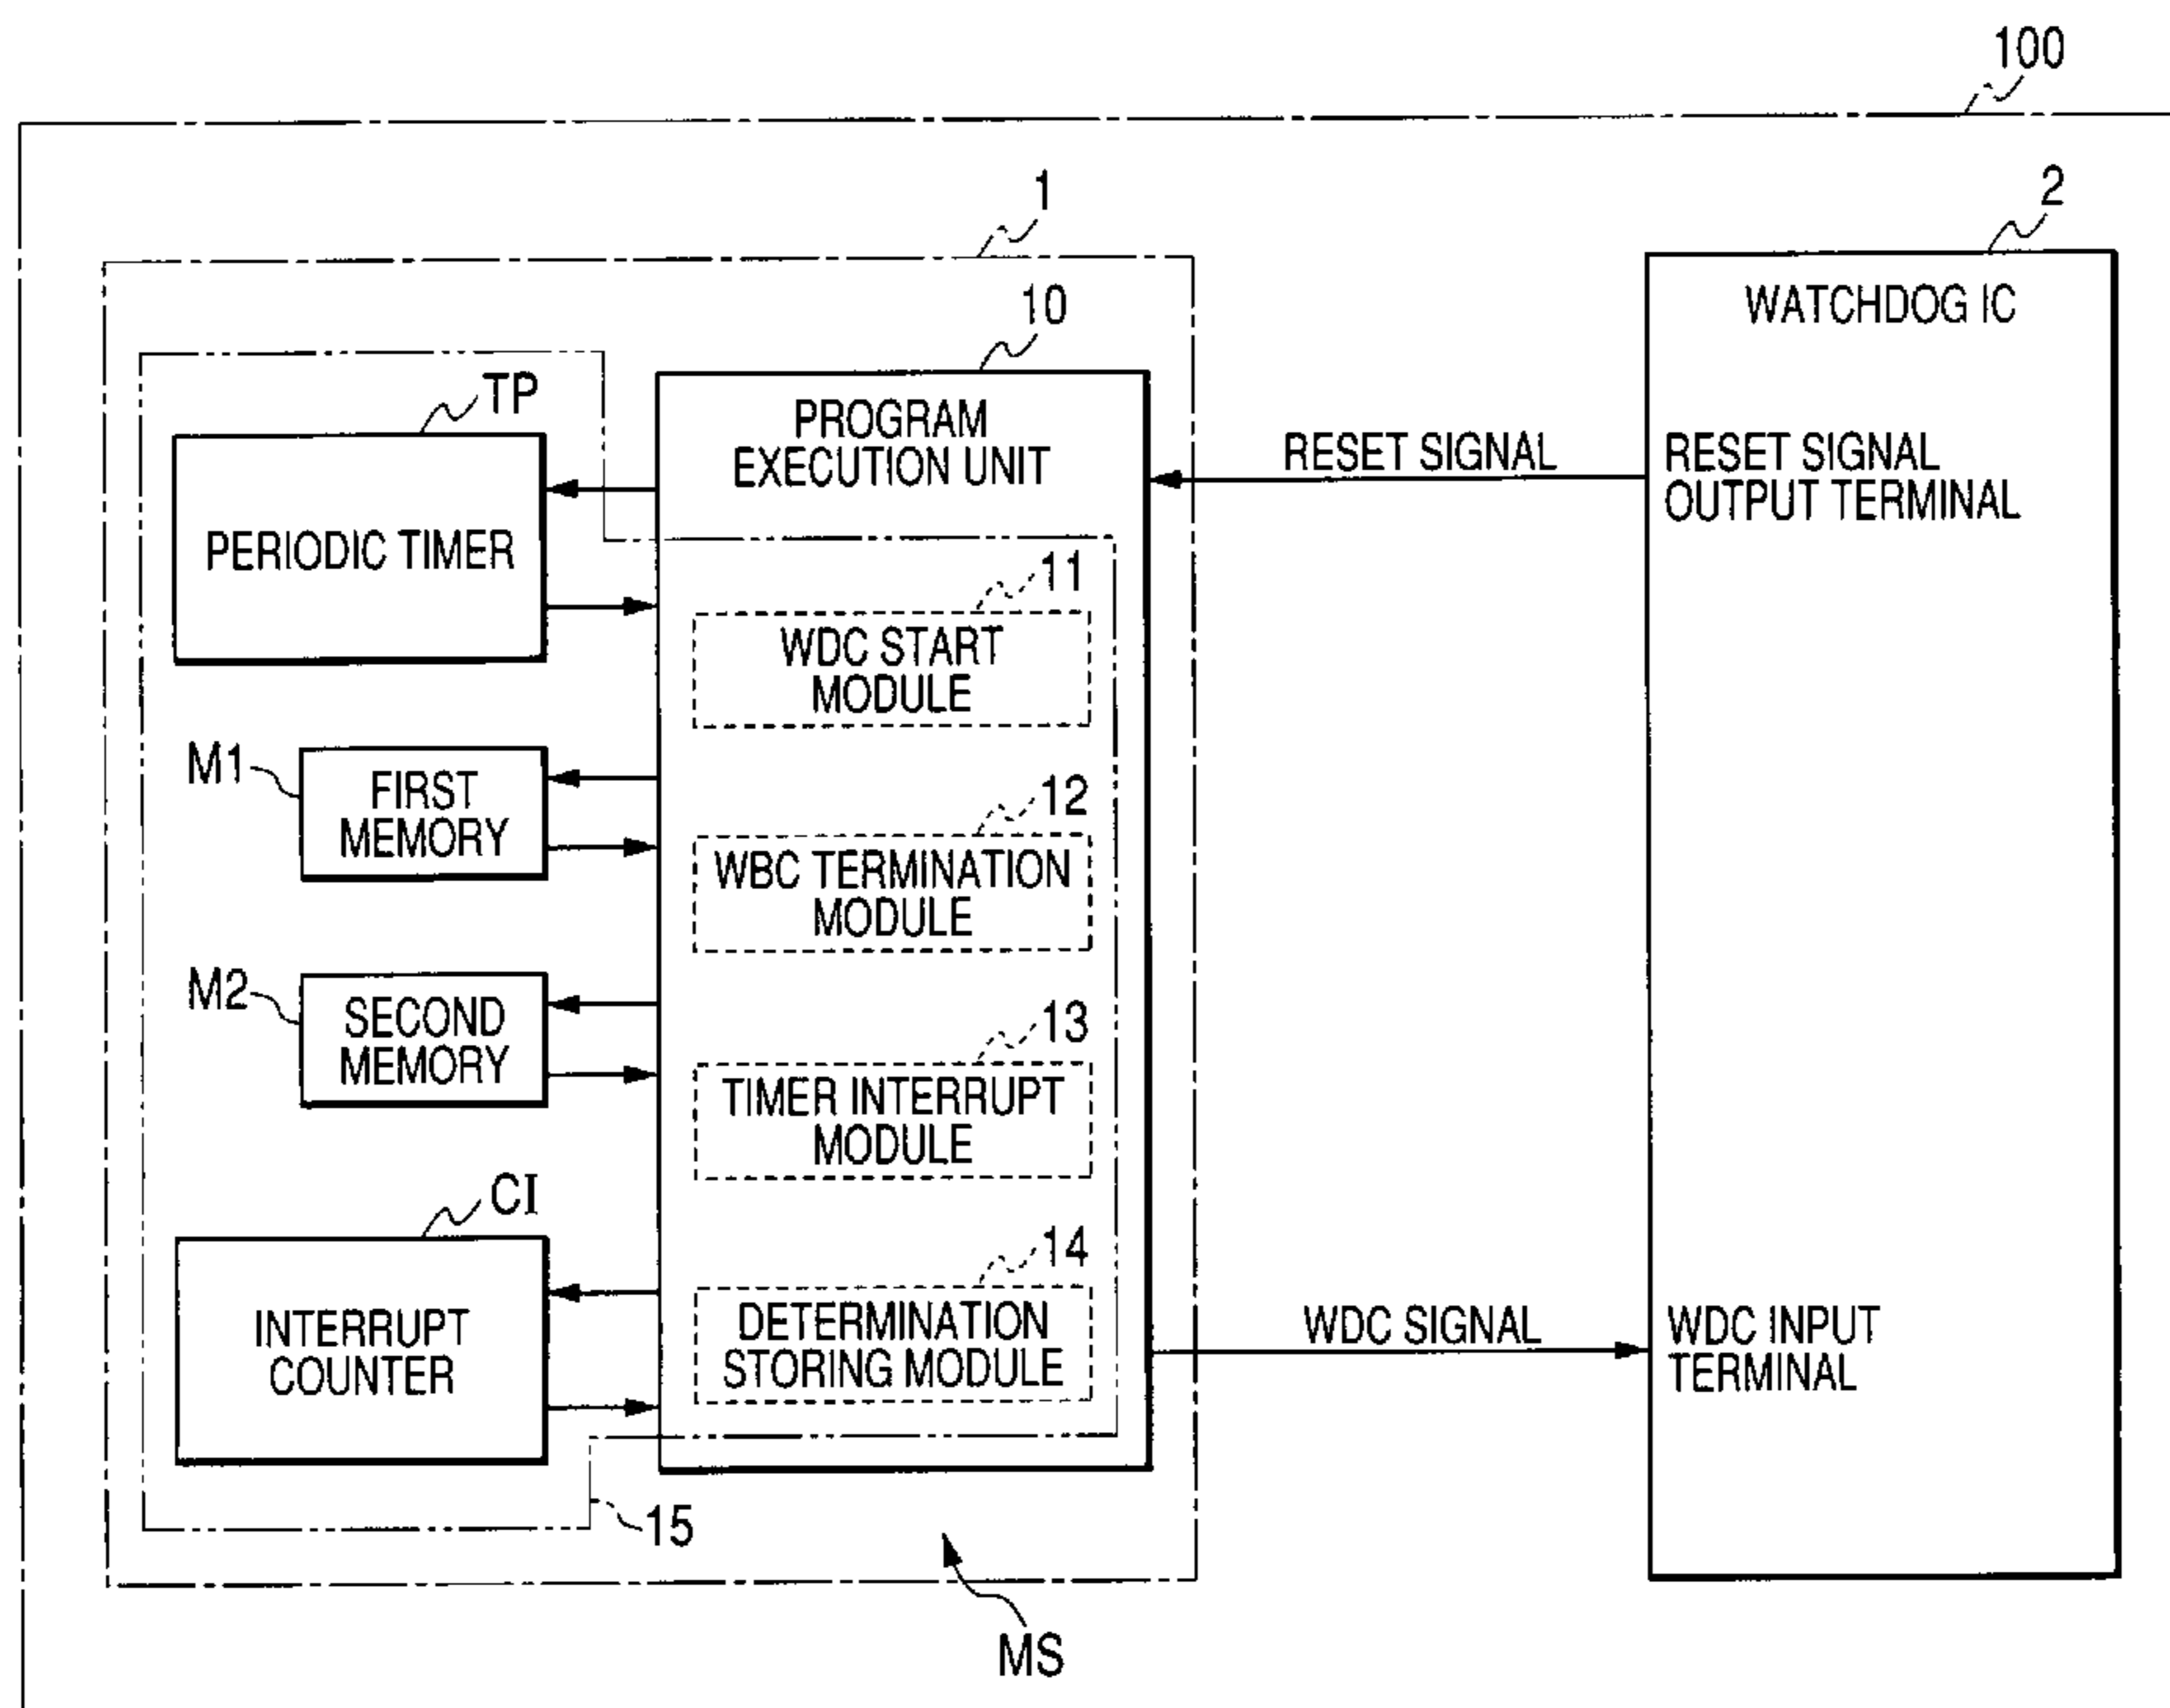 100
1
2
10
WATCHDOG IC
TP
PROGRAM
EXECUTION UNIT
RESET SIGNAL
RESET SIGNAL
OUTPUT TERMINAL
PERIODIC TIMER
11
WDC START
MODULE
M1
FIRST
MEMORY
12
WBC TERMINATION
MODULE
M2
SECOND
MEMORY
13
TIMER INTERRUPT
MODULE
CI
14
INTERRUPT
COUNTER
DETERMINATION
STORING MODULE
WDC SIGNAL
WDC INPUT
TERMINAL
15
MS